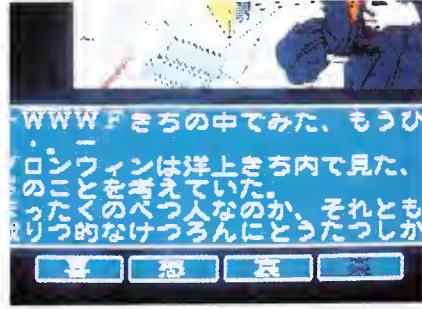 WWWFきちの中でみた、もうひ
ロンウィンは洋上きち内で見た、
のことを考えていた。
ったくのべつ人なのか、それとも
りつ的なけつろんにとうたつしか
喜 怒 哀